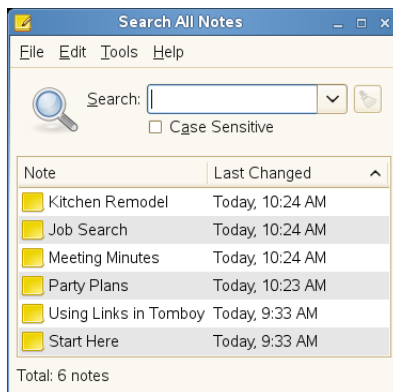 Search All Notes
File Edit Tools Help
Search:
Case Sensitive
Note Last Changed
Kitchen Remodel Today, 10:24 AM
Job Search Today, 10:24 AM
Meeting Minutes Today, 10:24 AM
Party Plans Today, 10:23 AM
Using Links in Tomboy Today, 9:33 AM
Start Here Today, 9:33 AM
Total: 6 notes